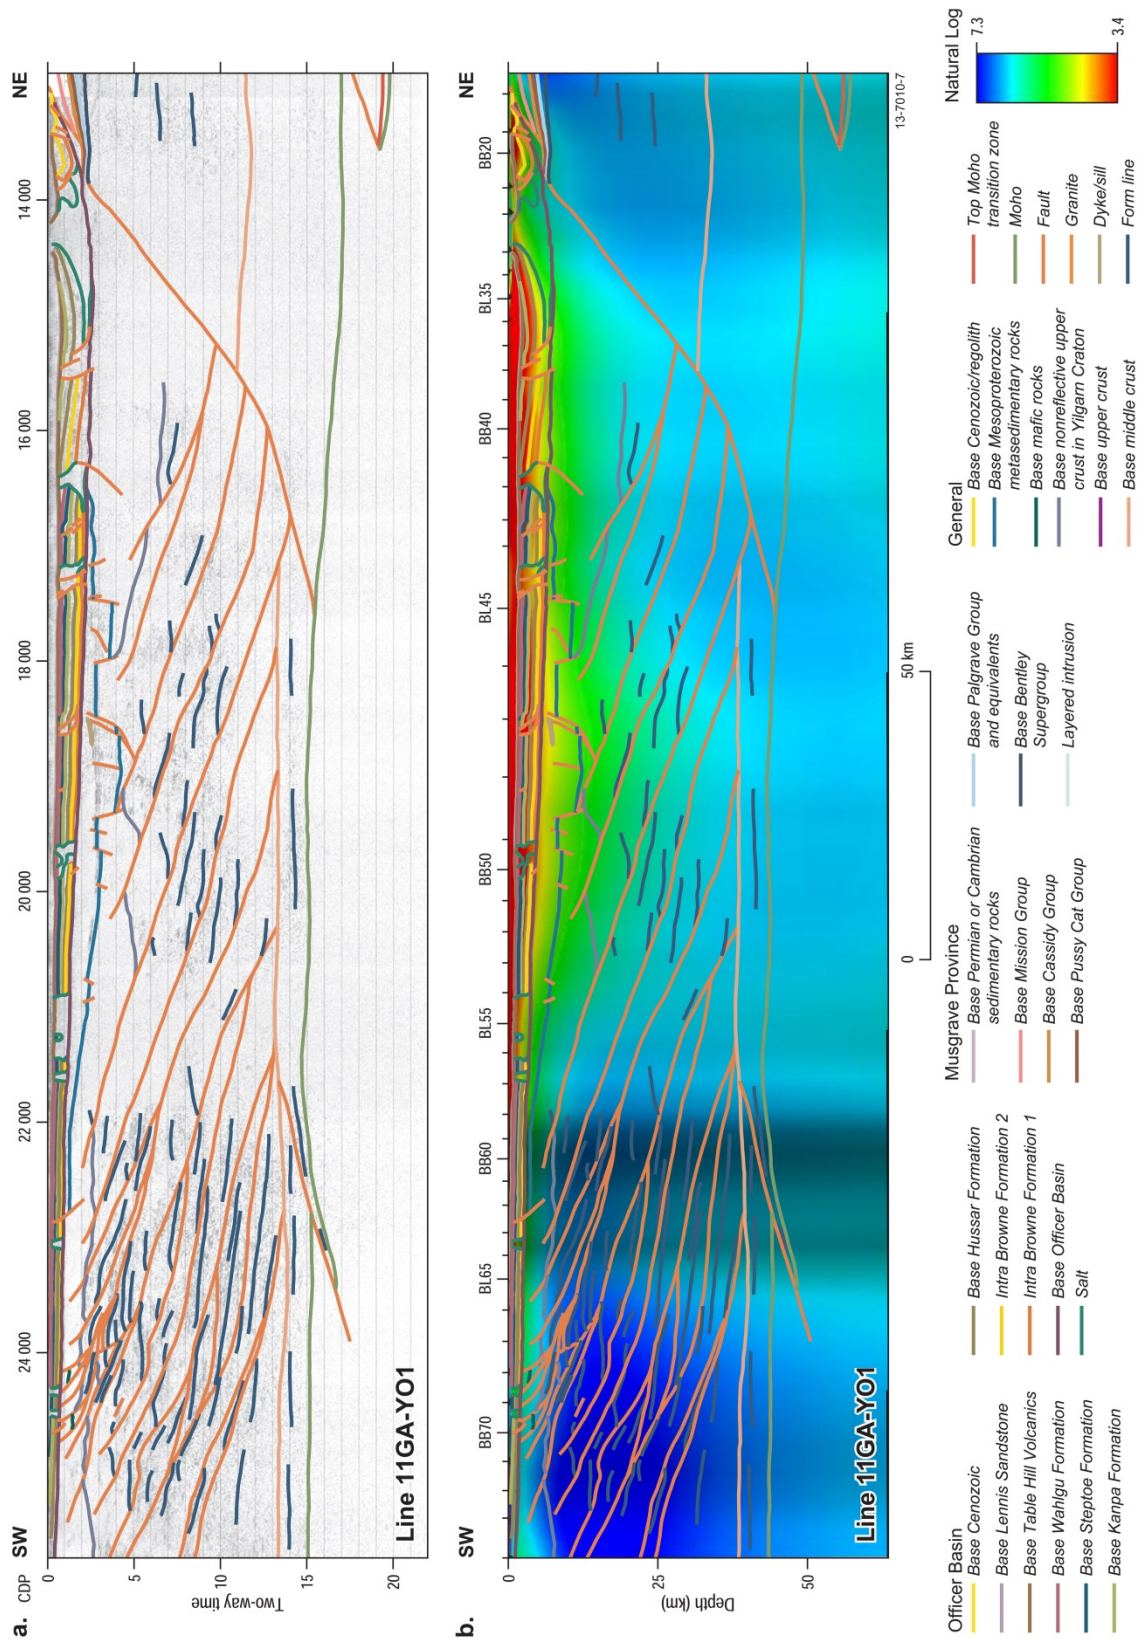 a.
SW
NE
CDP
24 000
22 000
20 000
18 000
16 000
14 000
0
5
10
15
20
Two-way time
Line 11GA-YO1
b.
SW
NE
BB70
BL65
BB60
BL55
BB50
BL45
BB40
BL35
BB20
0
25
50
Depth (km)
Line 11GA-YO1
0
50 km
13-7010-7
Officer Basin
Base Cenozoic
Base Lennis Sandstone
Base Table Hill Volcanics
Base Wahlgu Formation
Base Steptoe Formation
Base Kanpa Formation
Base Hussar Formation
Intra Browne Formation 2
Intra Browne Formation 1
Base Officer Basin
Salt
Musgrave Province
Base Permian or Cambrian
sedimentary rocks
Base Mission Group
Base Cassidy Group
Base Pussy Cat Group
Base Palgrave Group
and equivalents
Base Bentley
Supergroup
Layered intrusion
General
Base Cenozoic/regolith
Base Mesoproterozoic
metasedimentary rocks
Base mafic rocks
Base nonreflective upper
crust in Yilgarn Craton
Base upper crust
Base middle crust
Top Moho
transition zone
Moho
Fault
Granite
Dyke/sill
Form line
Natural Log
7.3
3.4